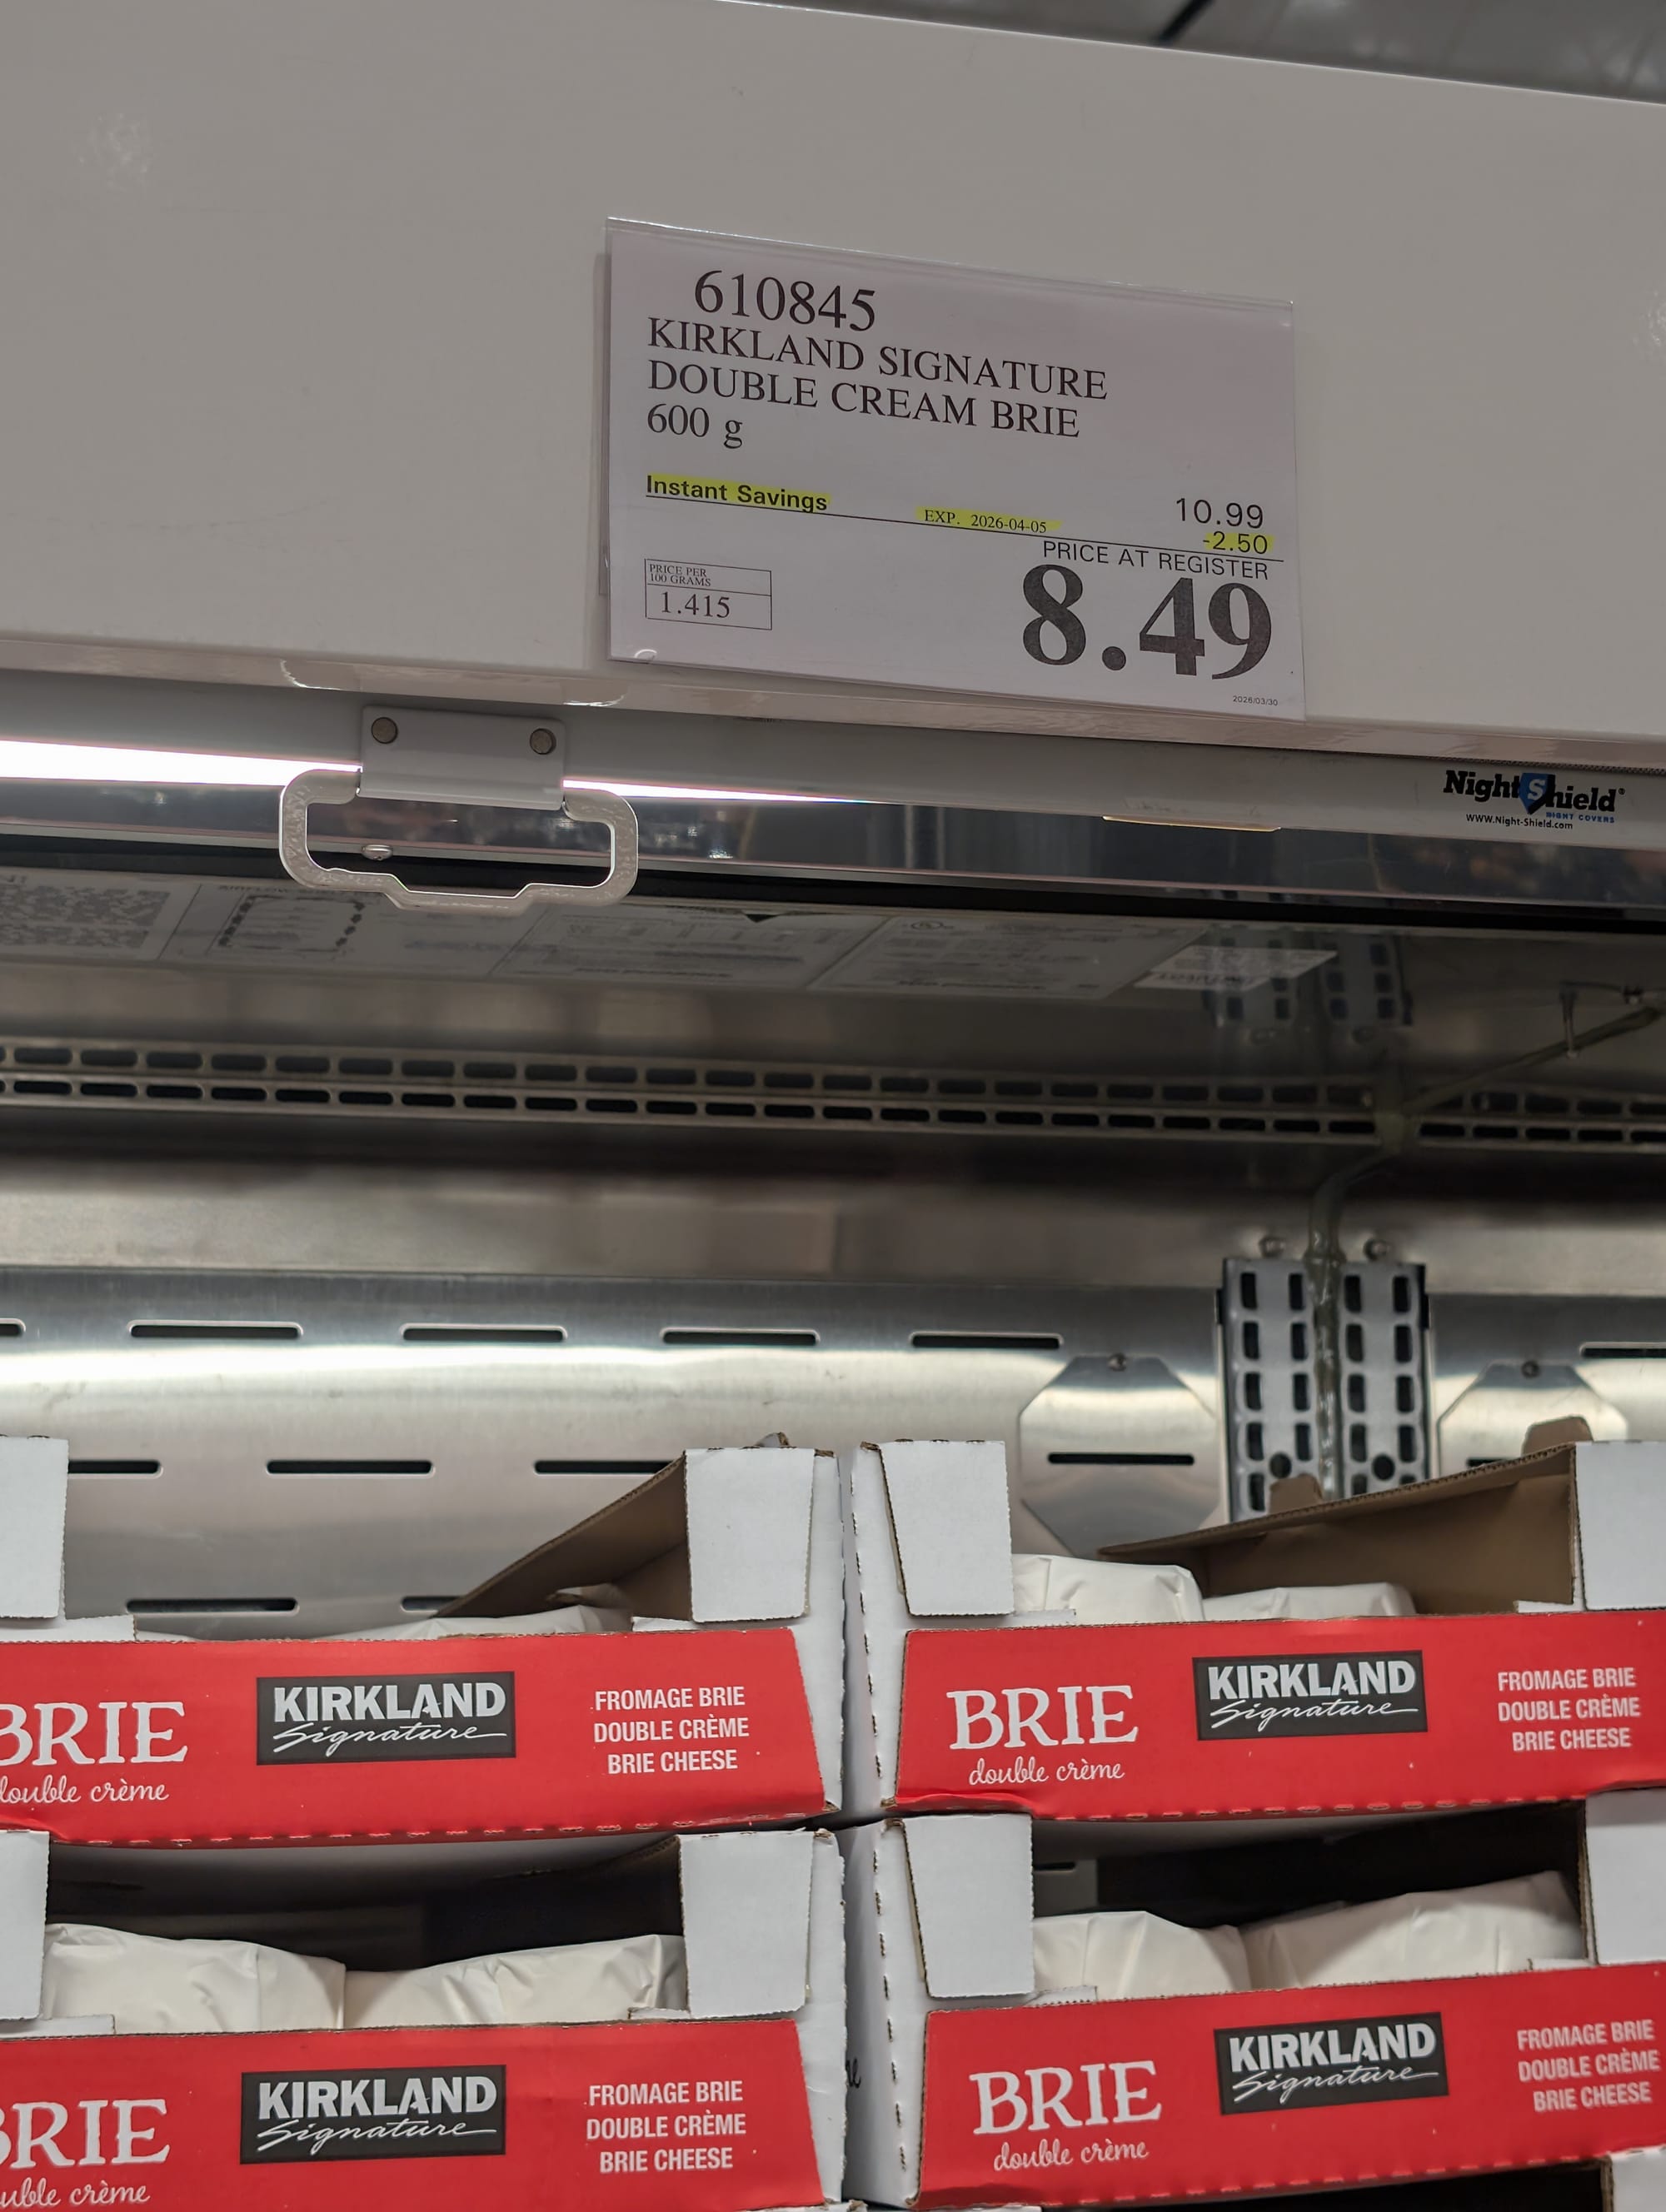 610845
KIRKLAND SIGNATURE
DOUBLE CREAM BRIE
600 g
Instant Savings
EXP. 2026-04-05
10.99
-2.50
PRICE AT REGISTER
8.49
PRICE PER
100 GRAMS
1.415
2026/03/30
NightShield®
NIGHT COVERS
www.Night-Shield.com
BRIE
double crème
KIRKLAND
Signature
FROMAGE BRIE
DOUBLE CRÈME
BRIE CHEESE
BRIE
double crème
KIRKLAND
Signature
FROMAGE BRIE
DOUBLE CRÈME
BRIE CHEESE
BRIE
uble crème
KIRKLAND
Signature
FROMAGE BRIE
DOUBLE CRÈME
BRIE CHEESE
BRIE
double crème
KIRKLAND
Signature
FROMAGE BRIE
DOUBLE CRÈME
BRIE CHEESE